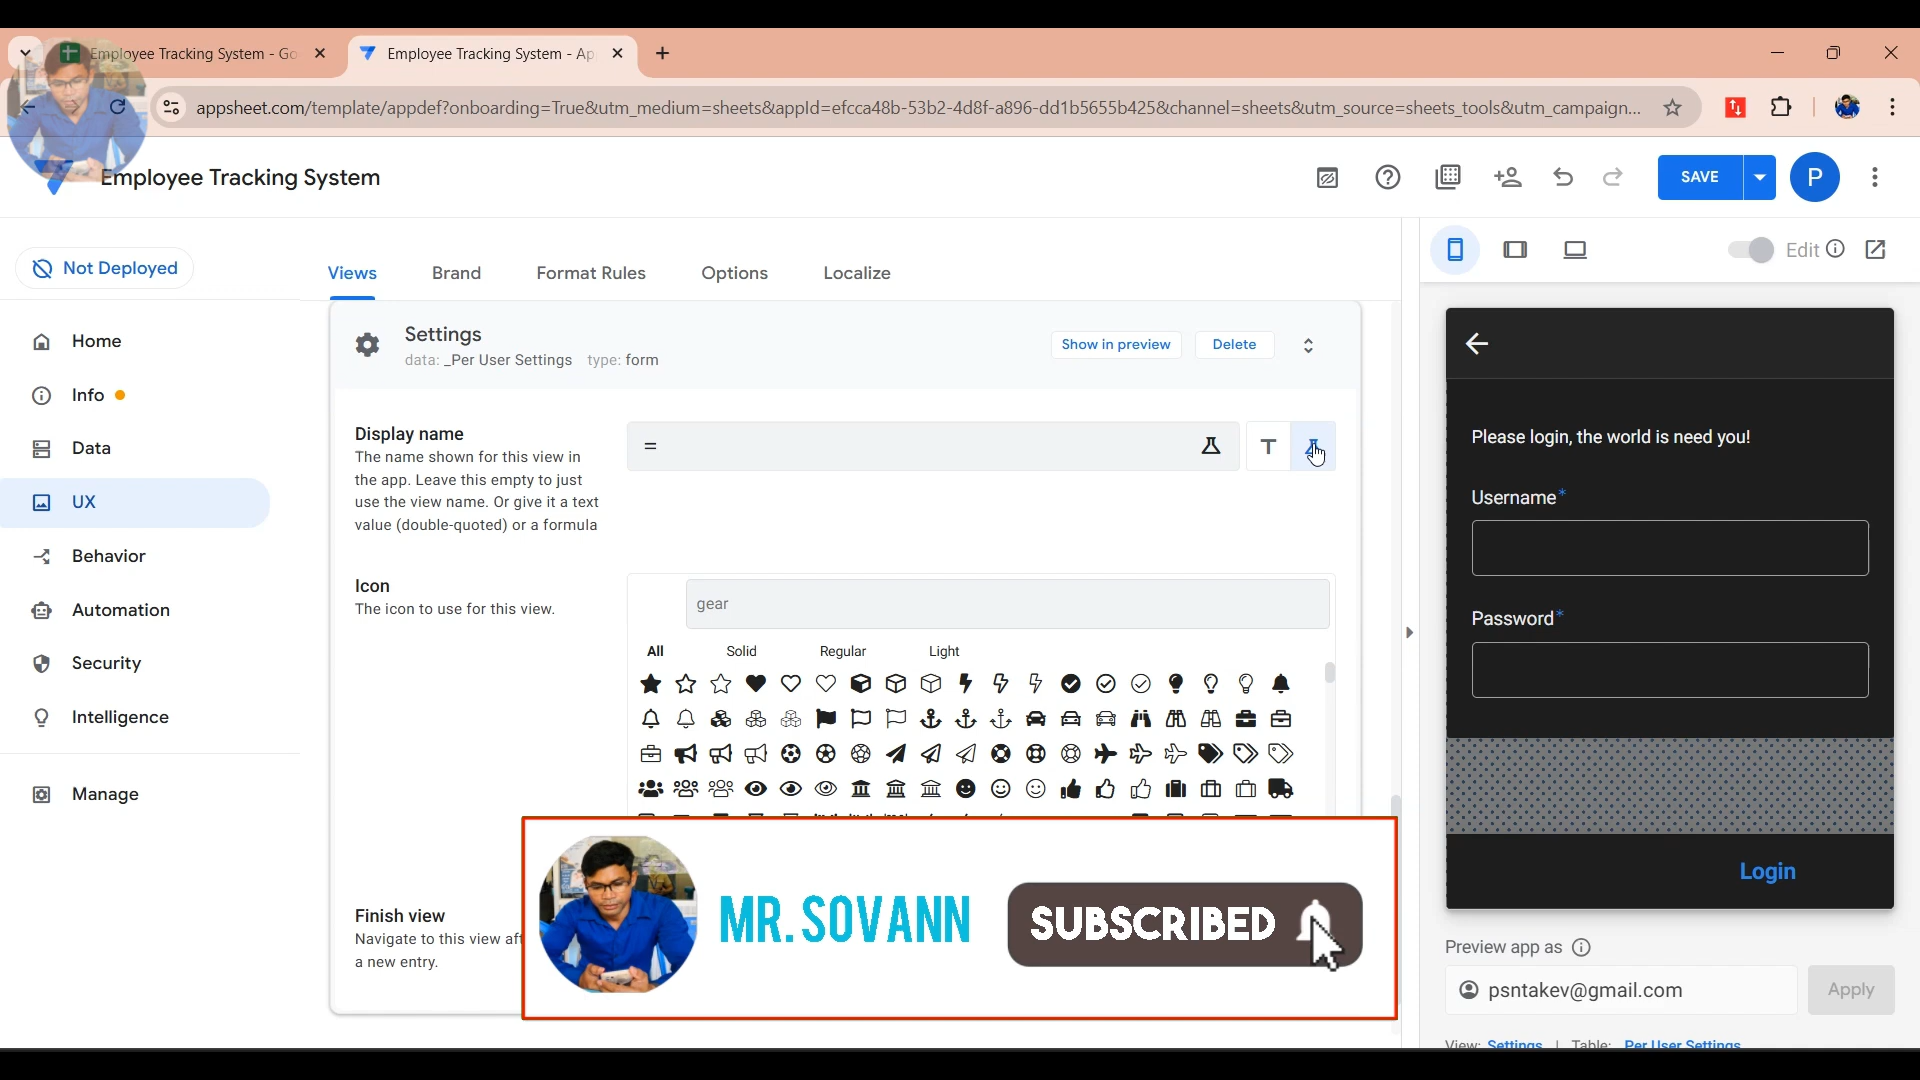 Employee Tracking System - Go
Employee Tracking System - Ap
appsheet.com/template/appdef?onboarding=True&utm_medium=sheets&appId=efcca48b-53b2-4d8f-a896-dd1b5655b425&channel=sheets&utm_source=sheets_tools&utm_campaign...
Employee Tracking System
SAVE
P
Not Deployed
Views
Brand
Format Rules
Options
Localize
Edit
Home
Info
Data
UX
Behavior
Automation
Security
Intelligence
Manage
Settings
data: _Per User Settings type: form
Show in preview
Delete
Display name
The name shown for this view in
the app. Leave this empty to just
use the view name. Or give it a text
value (double-quoted) or a formula
=
T
Icon
The icon to use for this view.
gear
All
Solid
Regular
Light
Finish view
Navigate to this view aft
a new entry.
MR. SOVANN
SUBSCRIBED
Please login, the world is need you!
Username*
Password*
Login
Preview app as
psntakev@gmail.com
Apply
View: Settings | Table: Per User Settings